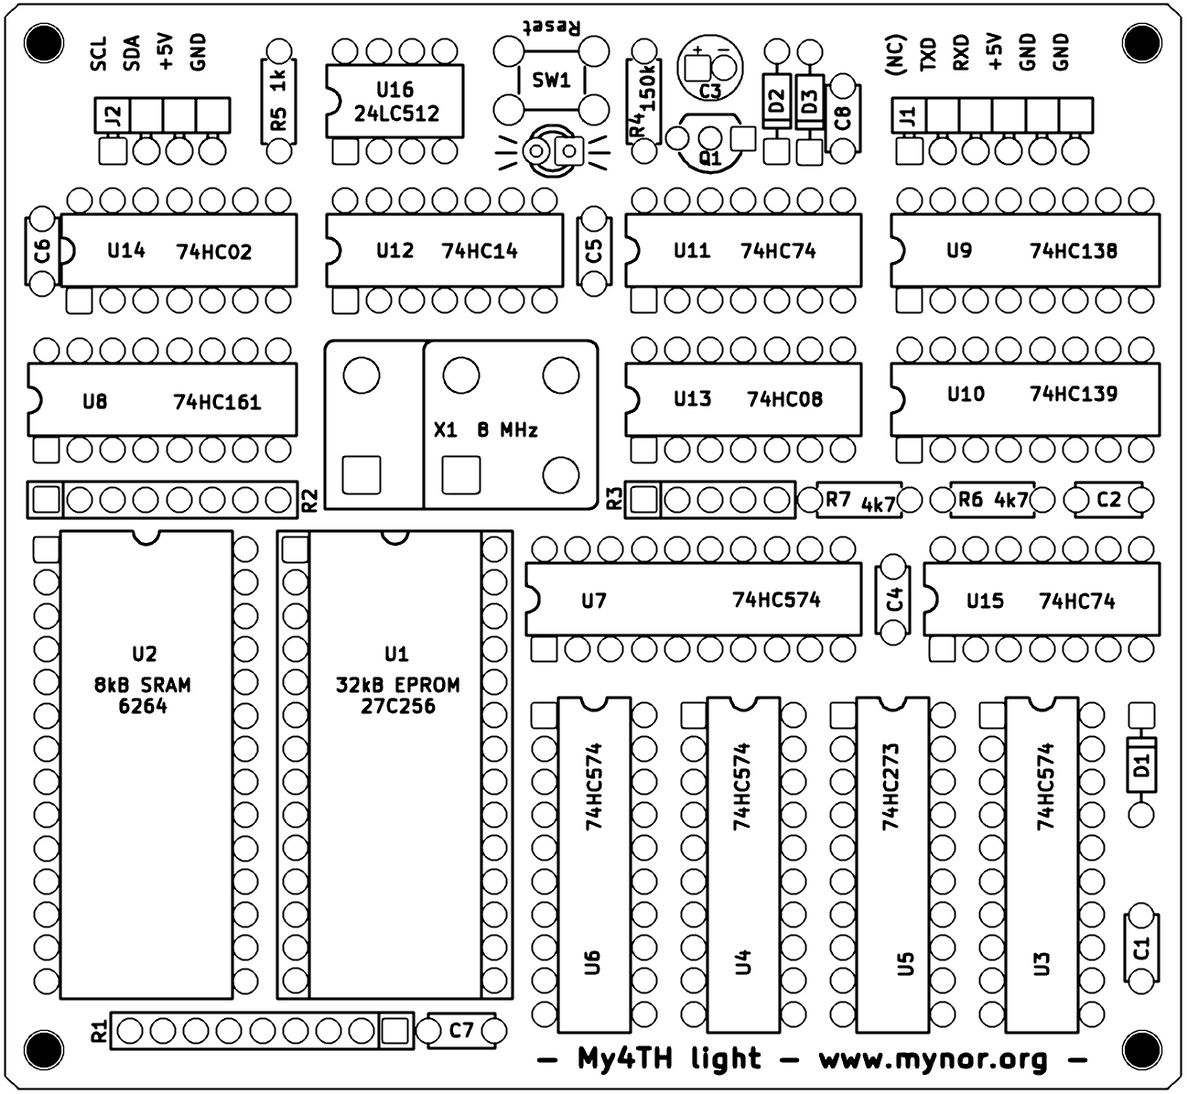 Reset
SCL
SDA
+5V
GND
J2
R5 1k
U16
24LC512
SW1
R4
150k
+ −
C3
Q1
D2
D3
C8
(NC)
TXD
RXD
+5V
GND
GND
J1
C6
U14 74HC02
U12 74HC14
C5
U11 74HC74
U9 74HC138
U8 74HC161
X1 8 MHz
U13 74HC08
U10 74HC139
R2
R3
R7 4k7
R6 4k7
C2
U7 74HC574
C4
U15 74HC74
U2
8kB SRAM
6264
U1
32kB EPROM
27C256
U6 74HC574
U4 74HC574
U5 74HC273
U3 74HC574
D1
C1
R1
C7
– My4TH light – www.mynor.org –